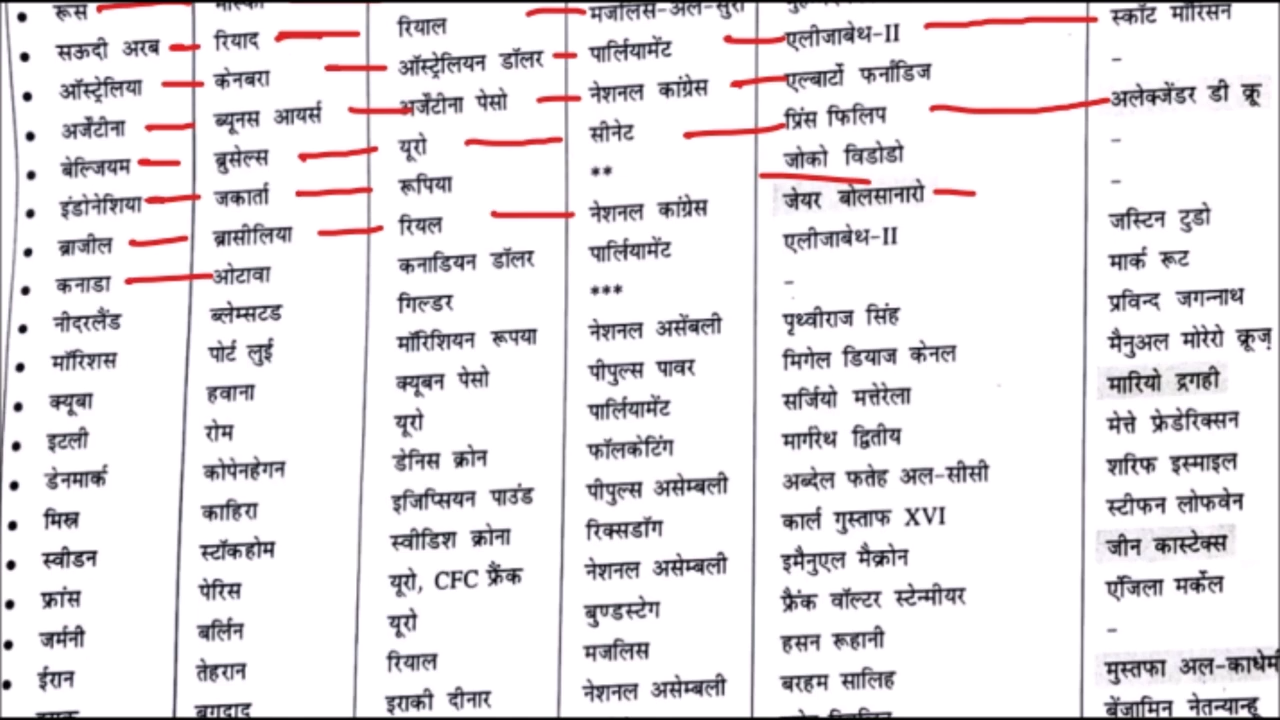 • रूस
• सऊदी अरब रियाद रियाल मजलिस-अल-सुरा
• ऑस्ट्रेलिया केनबरा ऑस्ट्रेलियन डॉलर पार्लियामेंट एलीजाबेथ-II स्कॉट मॉरिसन
• अर्जेंटीना ब्यूनस आयर्स अर्जेंटीना पेसो नेशनल कांग्रेस एल्बार्टो फर्नांडिज –
• बेल्जियम ब्रुसेल्स यूरो सीनेट प्रिंस फिलिप अलेक्जेंडर डी क्रू
• इंडोनेशिया जकार्ता रूपिया ** जोको विडोडो –
• ब्राजील ब्रासीलिया रियल नेशनल कांग्रेस जेयर बोलसानारो –
• कनाडा ओटावा कनाडियन डॉलर पार्लियामेंट एलीजाबेथ-II जस्टिन टुडो
• नीदरलैंड ब्लेम्सटड गिल्डर *** – मार्क रूट
• मॉरिशस पोर्ट लुई मॉरिशियन रूपया नेशनल असेंबली पृथ्वीराज सिंह प्रविन्द जगन्नाथ
• क्यूबा हवाना क्यूबन पेसो पीपुल्स पावर मिगेल डियाज केनल मैनुअल मोरेरो क्रूज़
• इटली रोम यूरो पार्लियामेंट सर्जियो मत्तेरेला मारियो द्रगही
• डेनमार्क कोपेनहेगन डेनिस क्रोन फॉलकेटिंग मार्गरेथ द्वितीय मेत्ते फ्रेडेरिक्सन
• मिस्र काहिरा इजिप्सियन पाउंड पीपुल्स असेम्बली अब्देल फतेह अल-सीसी शरिफ इस्माइल
• स्वीडन स्टॉकहोम स्वीडिश क्रोना रिक्सडॉग कार्ल गुस्ताफ XVI स्टीफन लोफवेन
• फ्रांस पेरिस यूरो, CFC फ्रैंक नेशनल असेम्बली इमैनुएल मैक्रोन जीन कास्टेक्स
• जर्मनी बर्लिन यूरो बुण्डस्टेग फ्रैंक वॉल्टर स्टेन्मीयर एंजिला मर्केल
• ईरान तेहरान रियाल मजलिस हसन रूहानी –
बगदाद इराकी दीनार नेशनल असेम्बली बरहम सालिह मुस्तफा अल-काधेमी
बेंजामिन नेतन्याहू